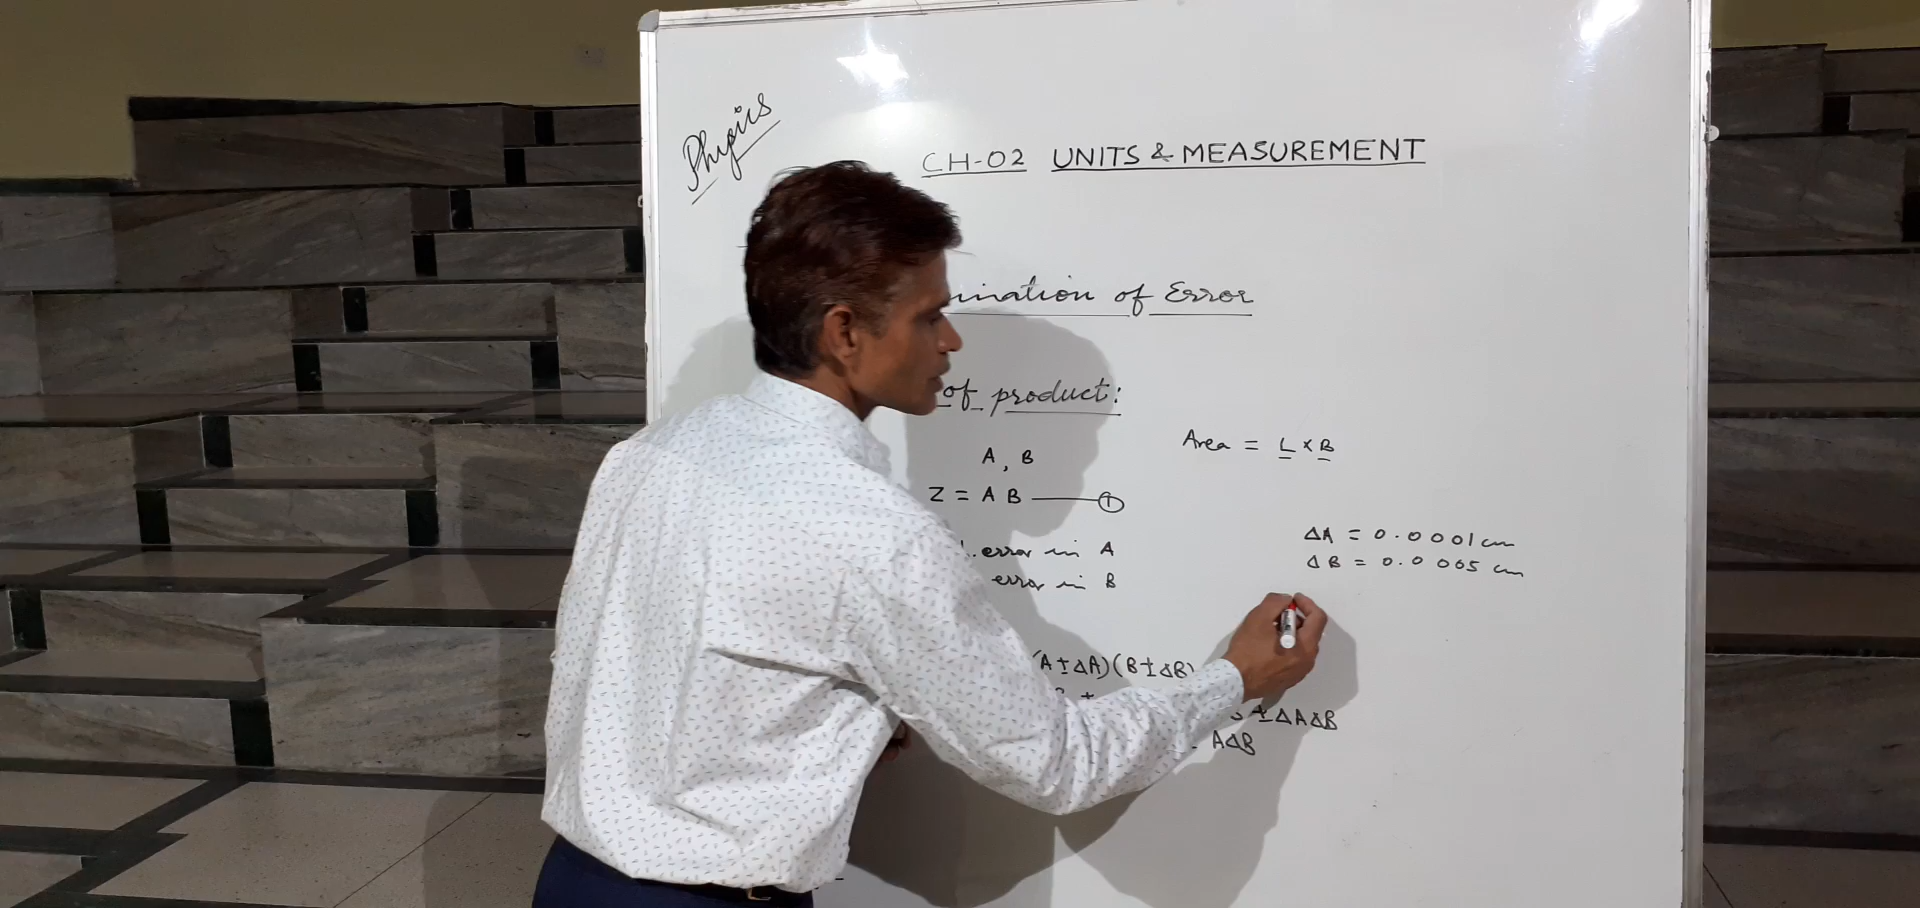 Physics
CH-02 UNITS & MEASUREMENT
of Error
of product:
Area = L × B
A, B
Z = A B ——— ①
error in A
error in B
ΔA = 0.0001 cm
ΔB = 0.0005 cm
(A ± ΔA) (B ± ΔB)
± ΔAΔB
AΔB